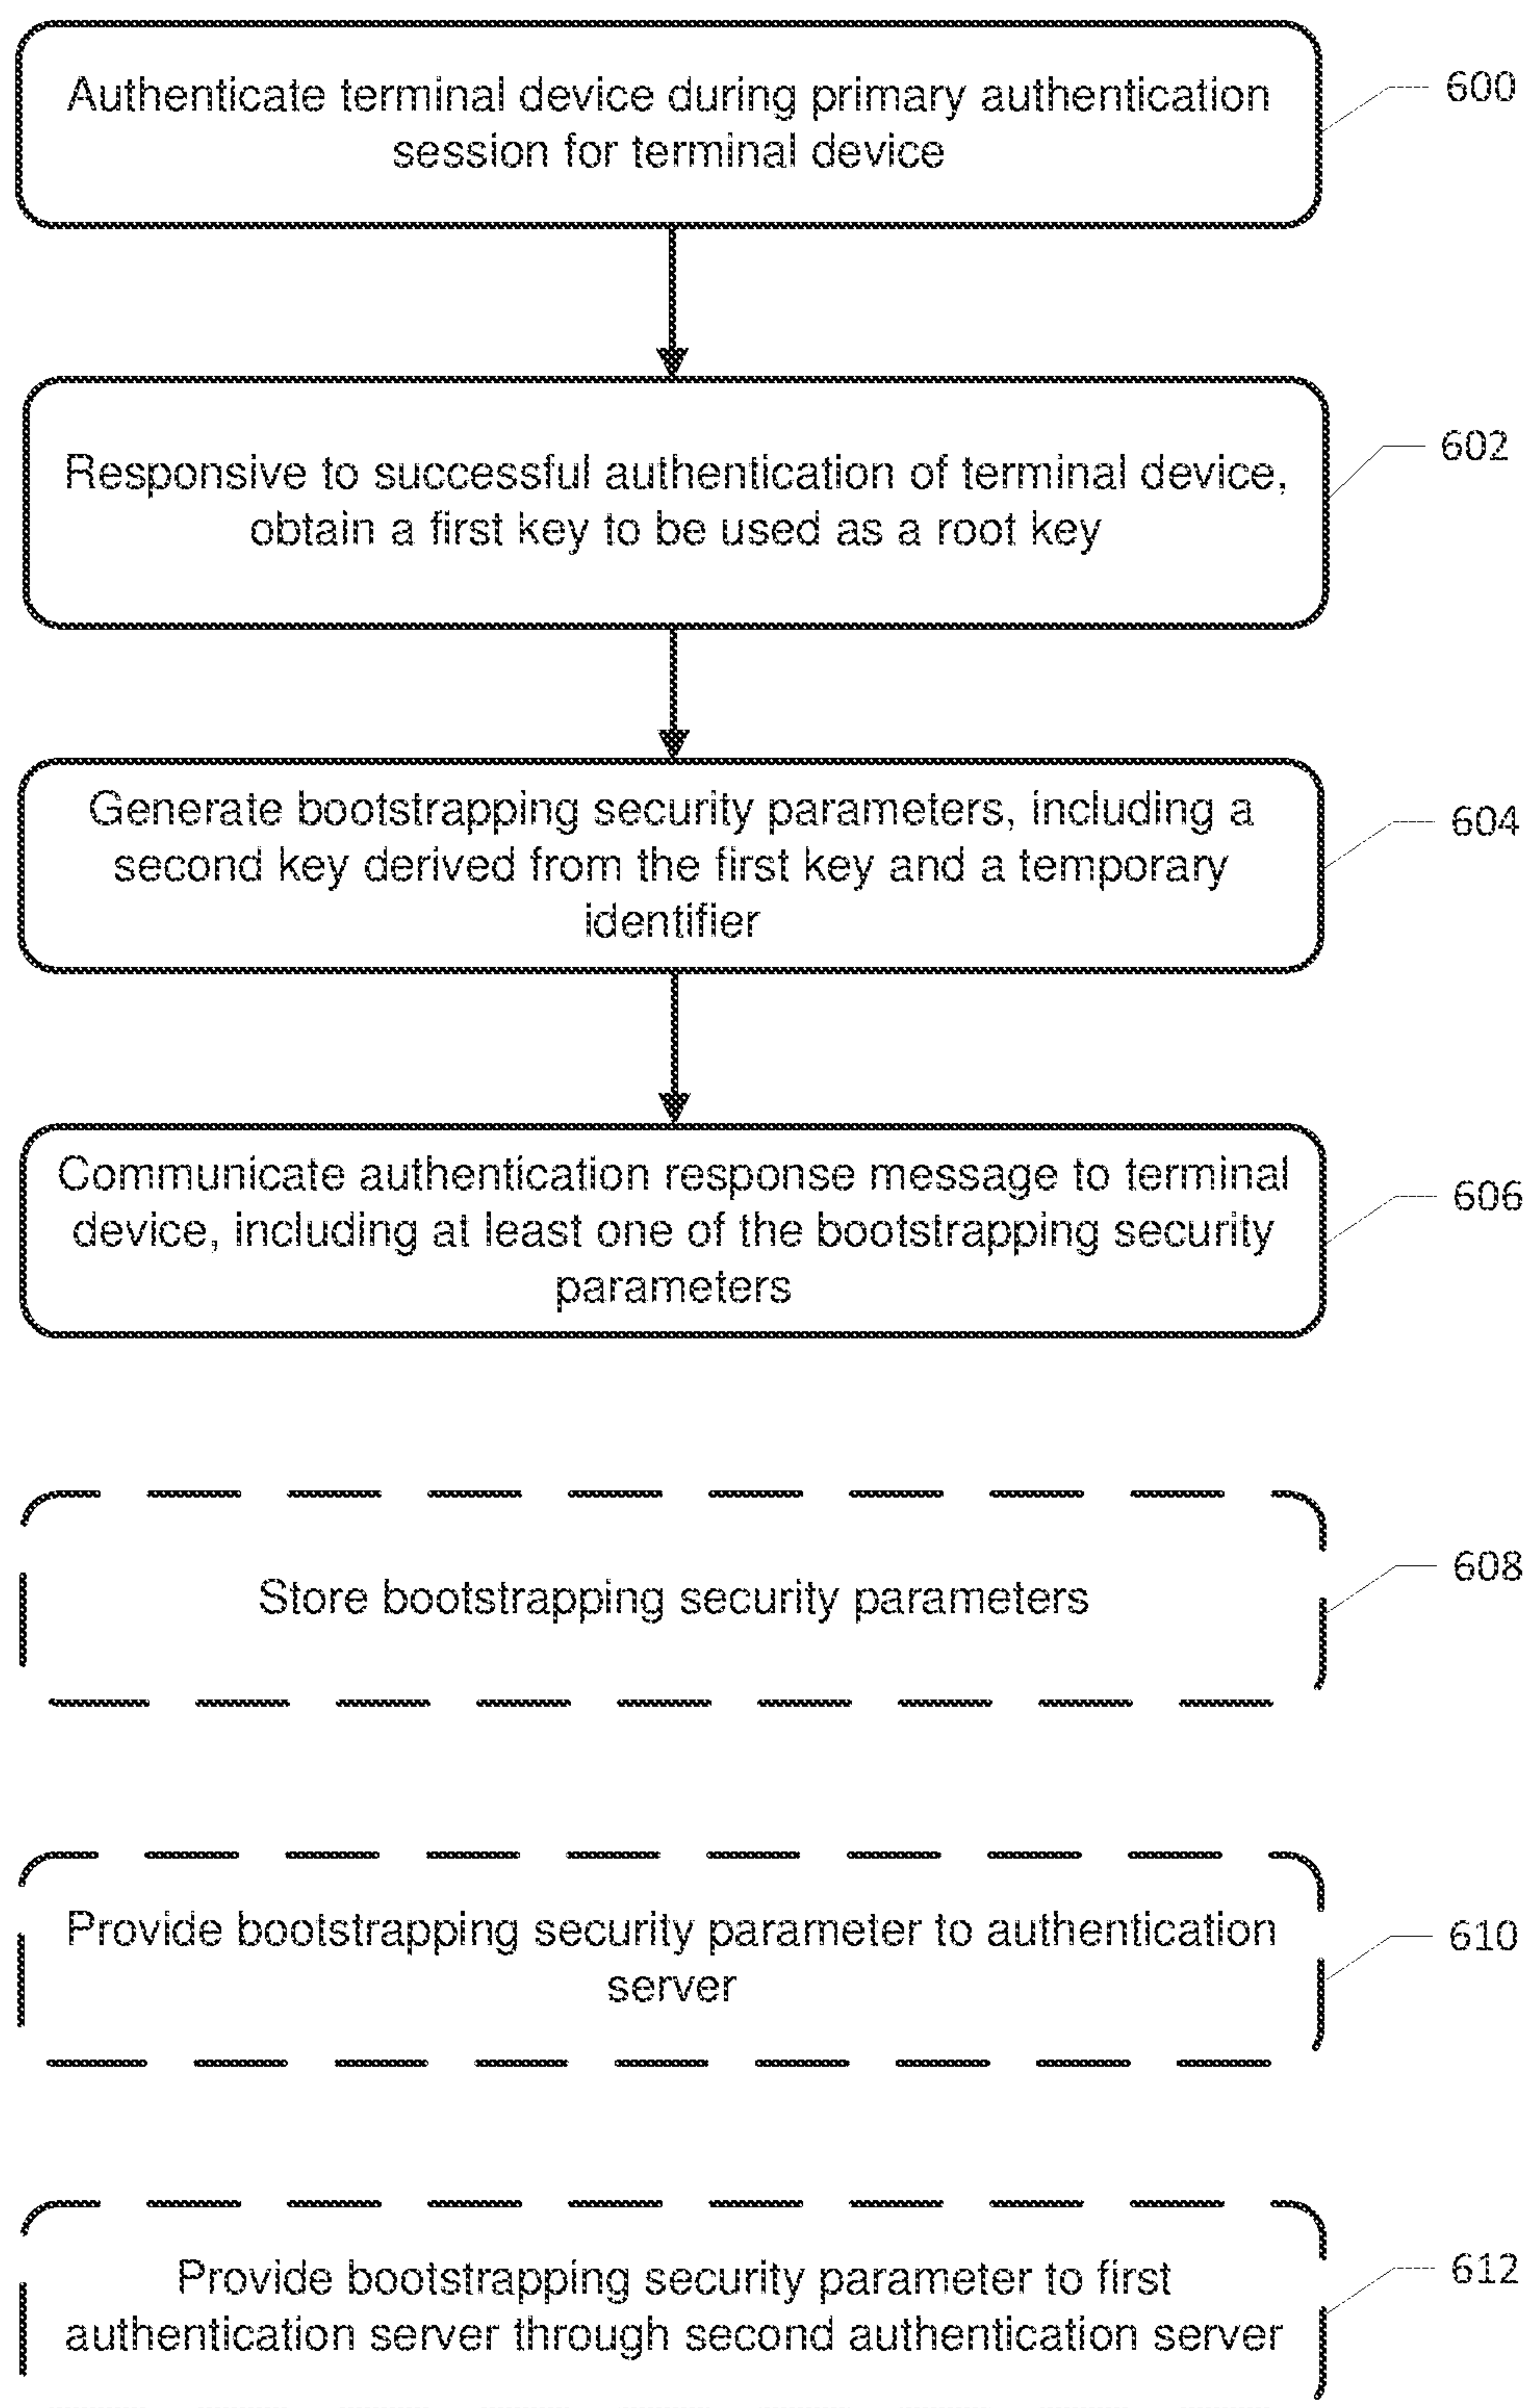 Authenticate terminal device during primary authentication
session for terminal device
600
Responsive to successful authentication of terminal device,
obtain a first key to be used as a root key
602
Generate bootstrapping security parameters, including a
second key derived from the first key and a temporary
identifier
604
Communicate authentication response message to terminal
device, including at least one of the bootstrapping security
parameters
606
Store bootstrapping security parameters
608
Provide bootstrapping security parameter to authentication
server
610
Provide bootstrapping security parameter to first
authentication server through second authentication server
612